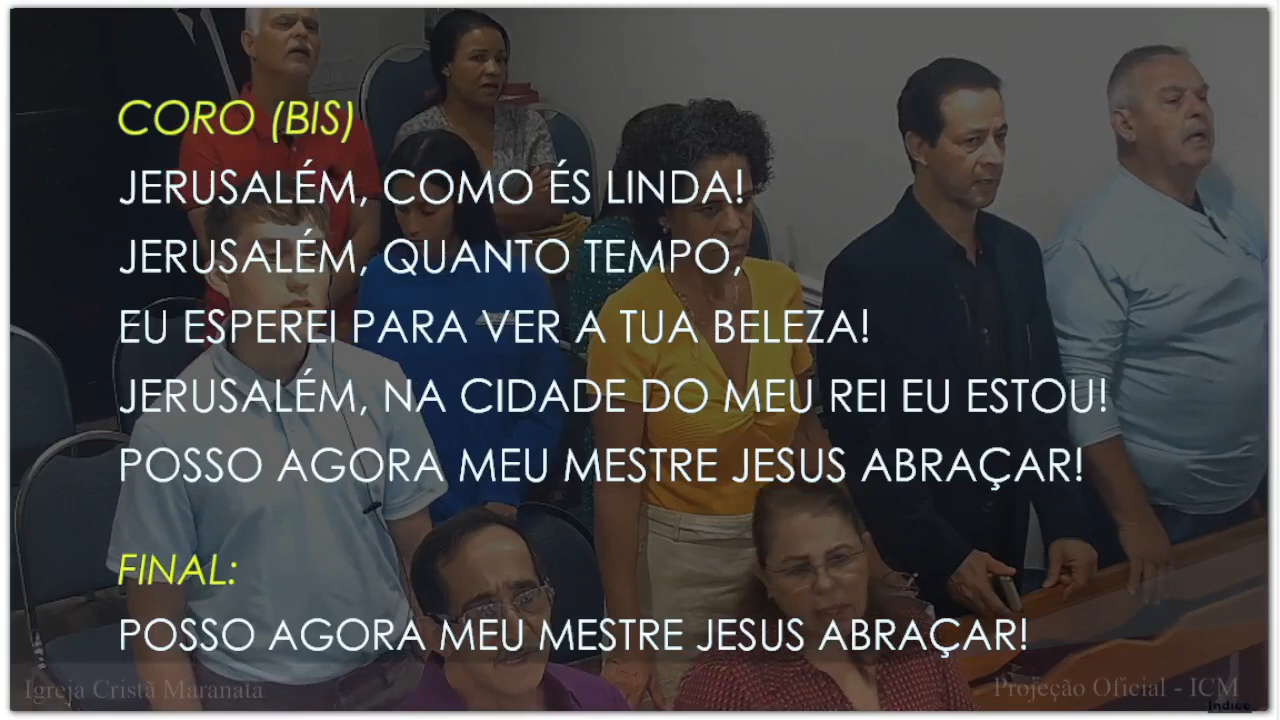 CORO (BIS)
JERUSALÉM, COMO ÉS LINDA!
JERUSALÉM, QUANTO TEMPO,
EU ESPEREI PARA VER A TUA BELEZA!
JERUSALÉM, NA CIDADE DO MEU REI EU ESTOU!
POSSO AGORA MEU MESTRE JESUS ABRAÇAR!
FINAL:
POSSO AGORA MEU MESTRE JESUS ABRAÇAR!
Igreja Cristã Maranata
Projeção Oficial - ICM
Índice